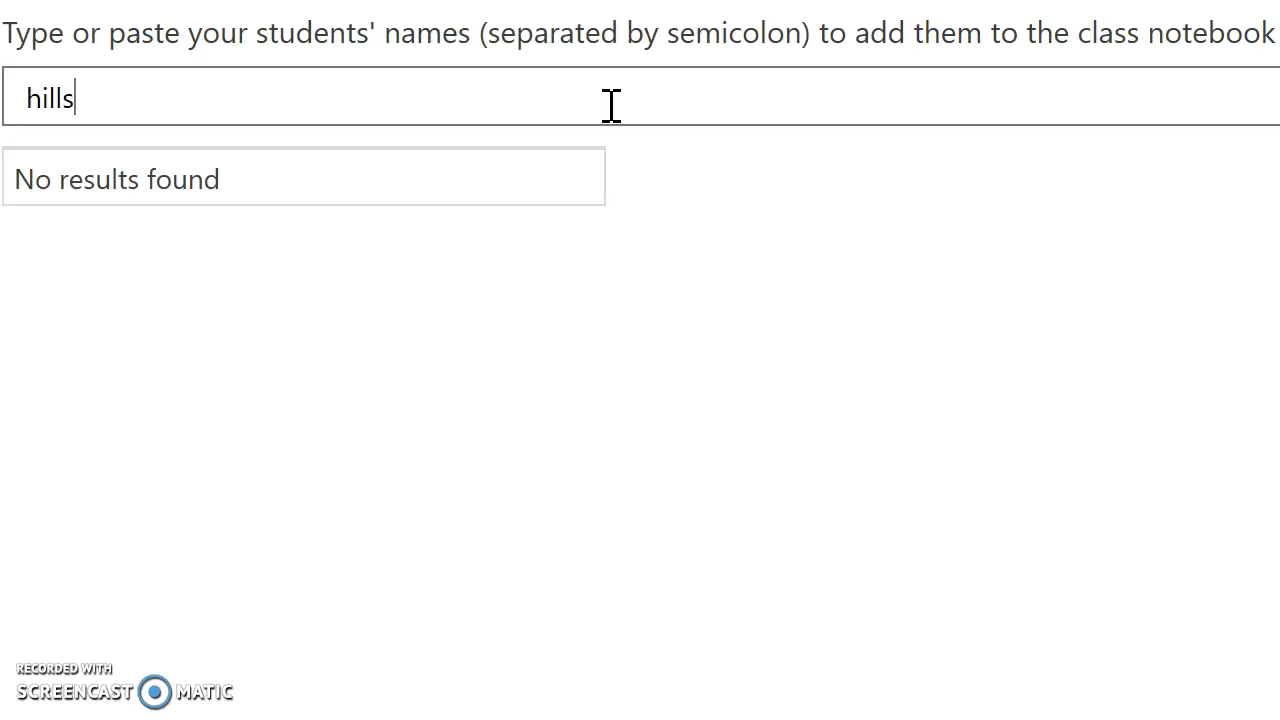 Type or paste your students' names (separated by semicolon) to add them to the class notebook
hills
No results found
RECORDED WITH
SCREENCAST MATIC